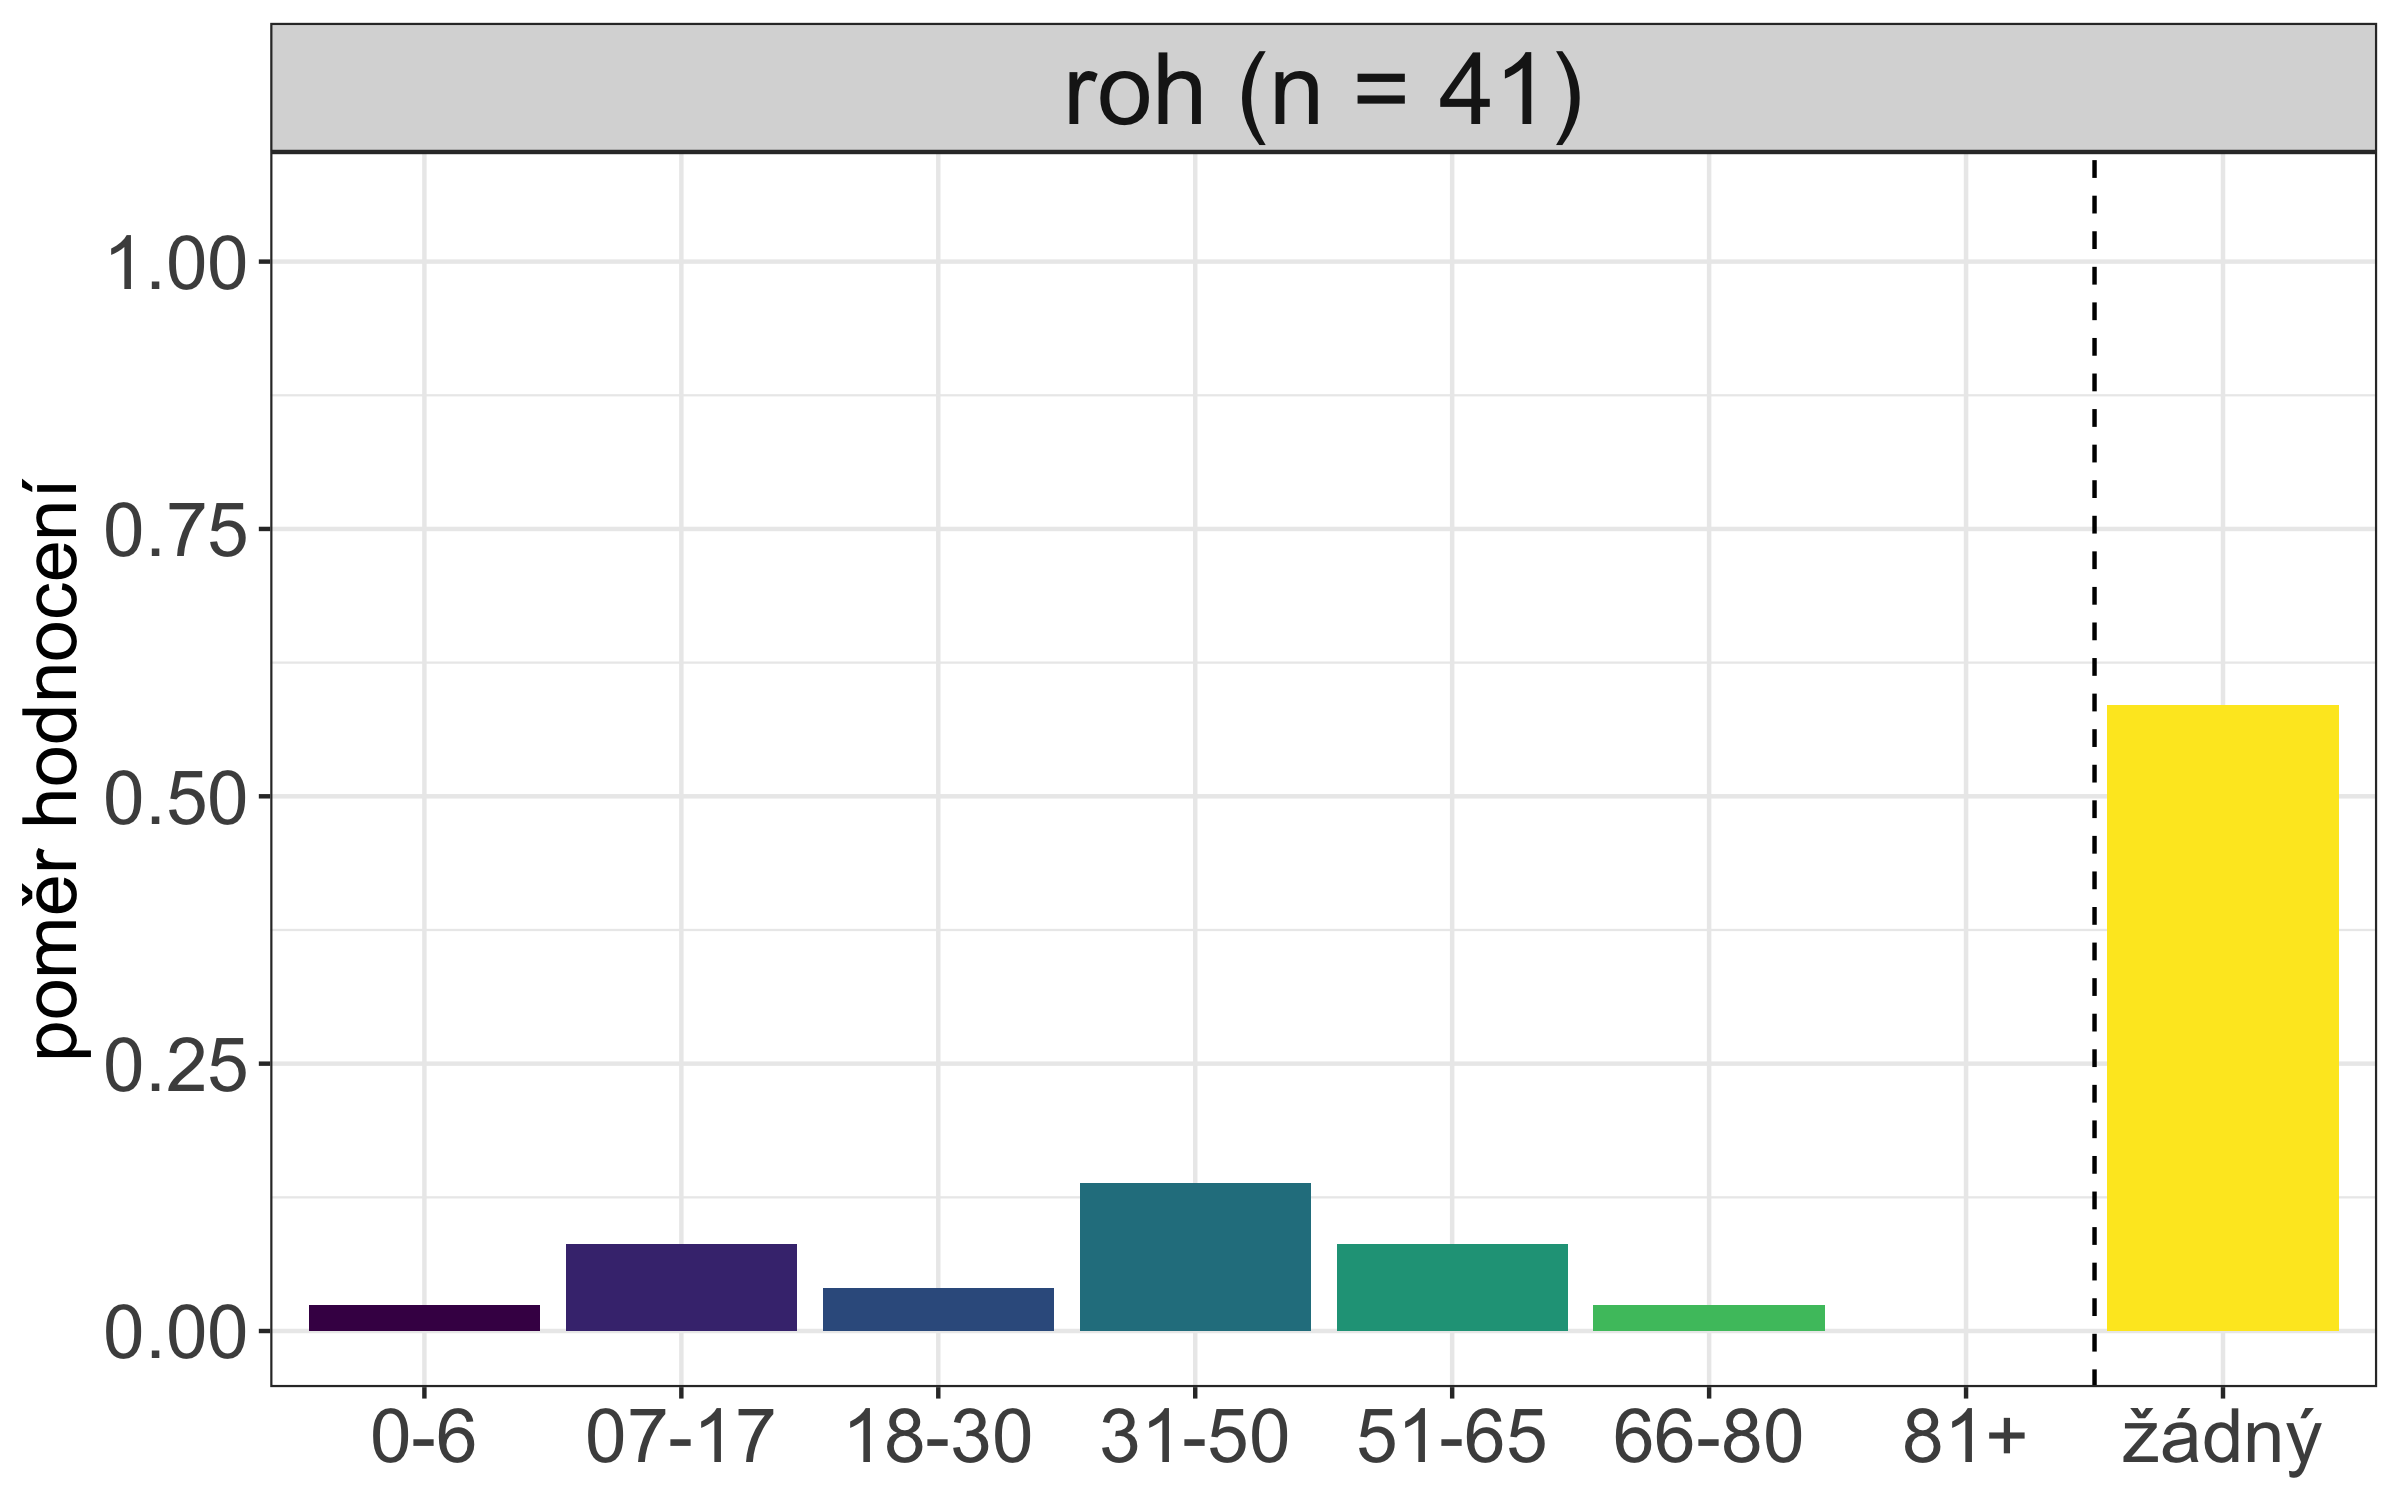 roh (n = 41)
poměr hodnocení
1.00
0.75
0.50
0.25
0.00
0-6 07-17 18-30 31-50 51-65 66-80 81+ žádný